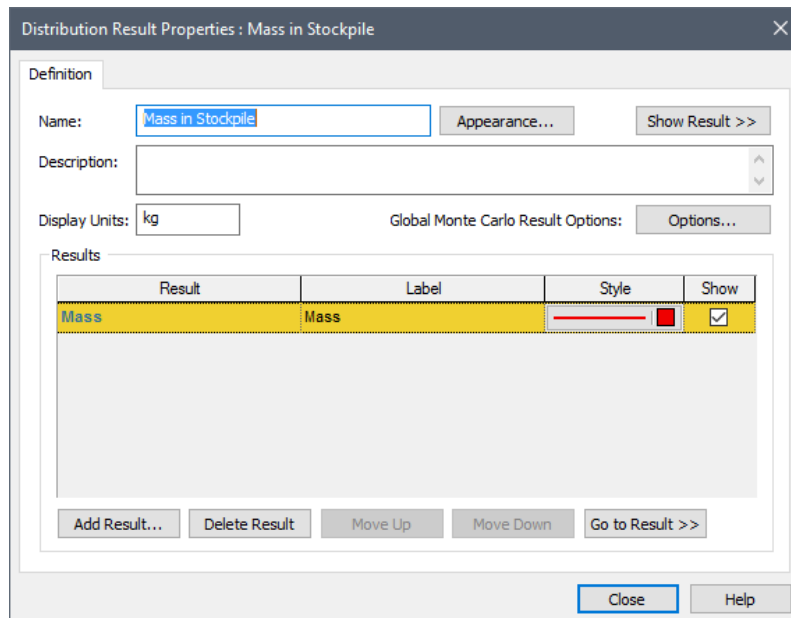 Distribution Result Properties : Mass in Stockpile
Definition
Name: Mass in Stockpile Appearance... Show Result >>
Description:
Display Units: kg Global Monte Carlo Result Options: Options...
Results
Result Label Style Show
Mass Mass
Add Result... Delete Result Move Up Move Down Go to Result >>
Close Help